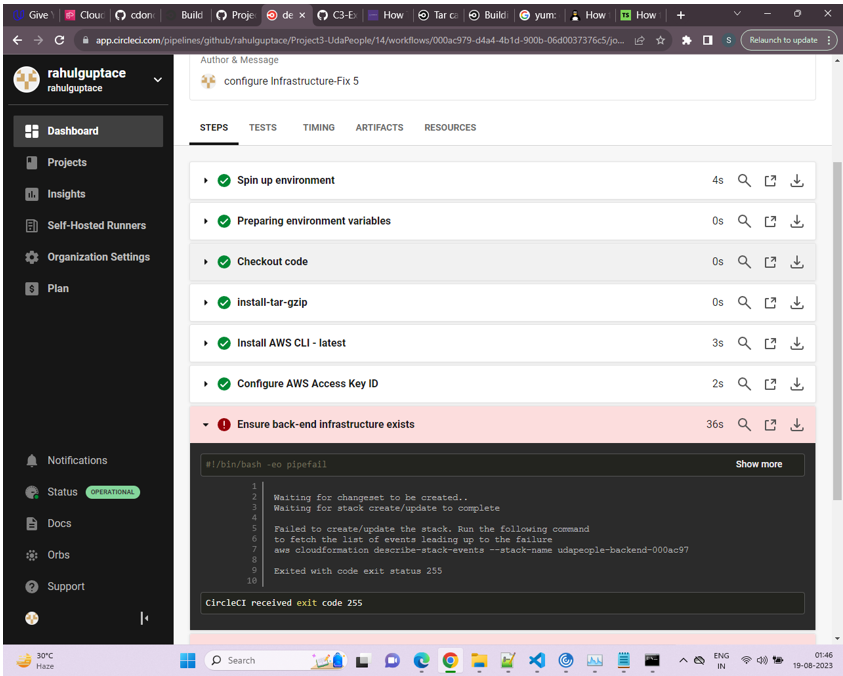 Give
Cloud
cdone
Build
Proje
de
C3-Ex
How
Tar ca
Buildi
yum:
How
How
app.circleci.com/pipelines/github/rahulguptace/Project3-UdaPeople/14/workflows/000ac979-d4a4-4b1d-900b-06d0037376c5/jo...
S
Relaunch to update
rahulguptace
rahulguptace
Dashboard
Projects
Insights
Self-Hosted Runners
Organization Settings
Plan
Notifications
Status OPERATIONAL
Docs
Orbs
Support
Author & Message
configure Infrastructure-Fix 5
STEPS TESTS TIMING ARTIFACTS RESOURCES
Spin up environment 4s
Preparing environment variables 0s
Checkout code 0s
install-tar-gzip 0s
Install AWS CLI - latest 3s
Configure AWS Access Key ID 2s
Ensure back-end infrastructure exists 36s
#!/bin/bash -eo pipefail Show more
1
2 Waiting for changeset to be created..
3 Waiting for stack create/update to complete
4
5 Failed to create/update the stack. Run the following command
6 to fetch the list of events leading up to the failure
7 aws cloudformation describe-stack-events --stack-name udapeople-backend-000ac97
8
9 Exited with code exit status 255
10
CircleCI received exit code 255
30°C
Haze
Search
ENG
IN
01:46
19-08-2023